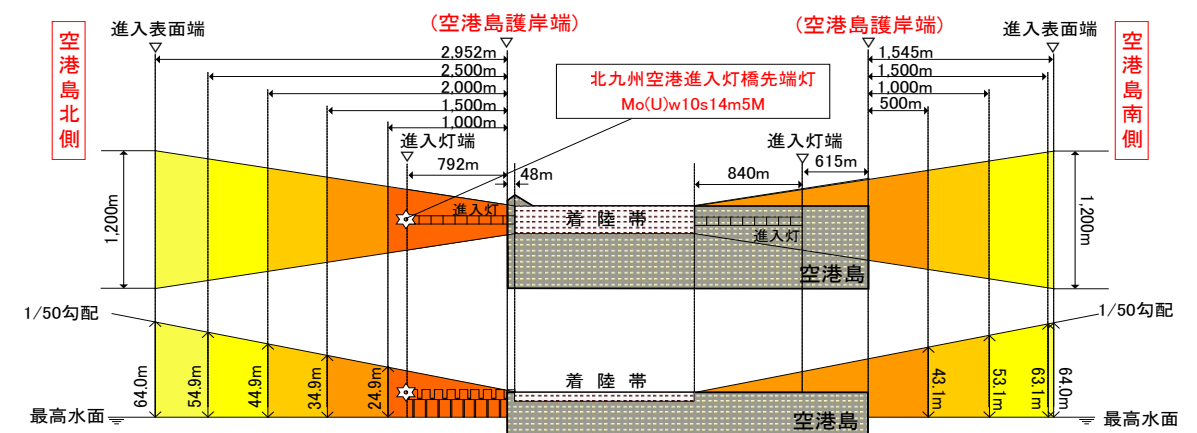 空港島北側
進入表面端
(空港島護岸端)
(空港島護岸端)
進入表面端
空港島南側
2,952m
2,500m
2,000m
1,500m
1,000m
進入灯端
792m
48m
北九州空港進入灯橋先端灯
Mo(U)w10s14m5M
1,545m
1,500m
1,000m
500m
進入灯端
615m
840m
1,200m
進入灯
着陸帯
進入灯
空港島
1,200m
1/50勾配
1/50勾配
64.0m
54.9m
44.9m
34.9m
24.9m
着陸帯
空港島
43.1m
53.1m
63.1m
64.0m
最高水面
最高水面